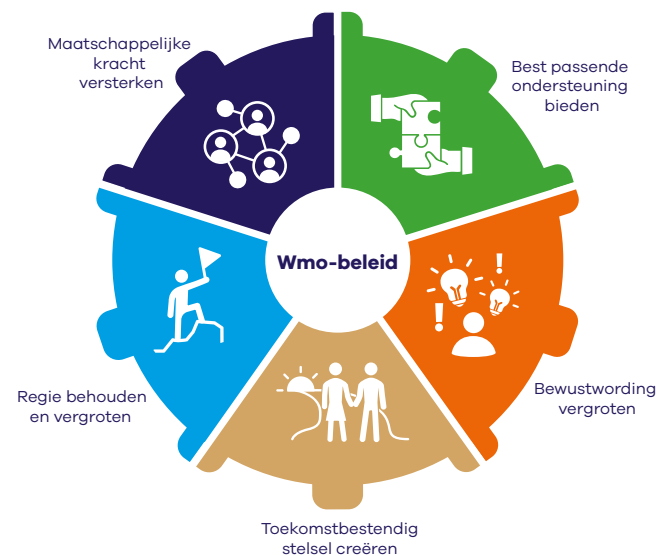 Maatschappelijke
kracht
versterken
Best passende
ondersteuning
bieden
Wmo-beleid
Regie behouden
en vergroten
Bewustwording
vergroten
Toekomstbestendig
stelsel creëren